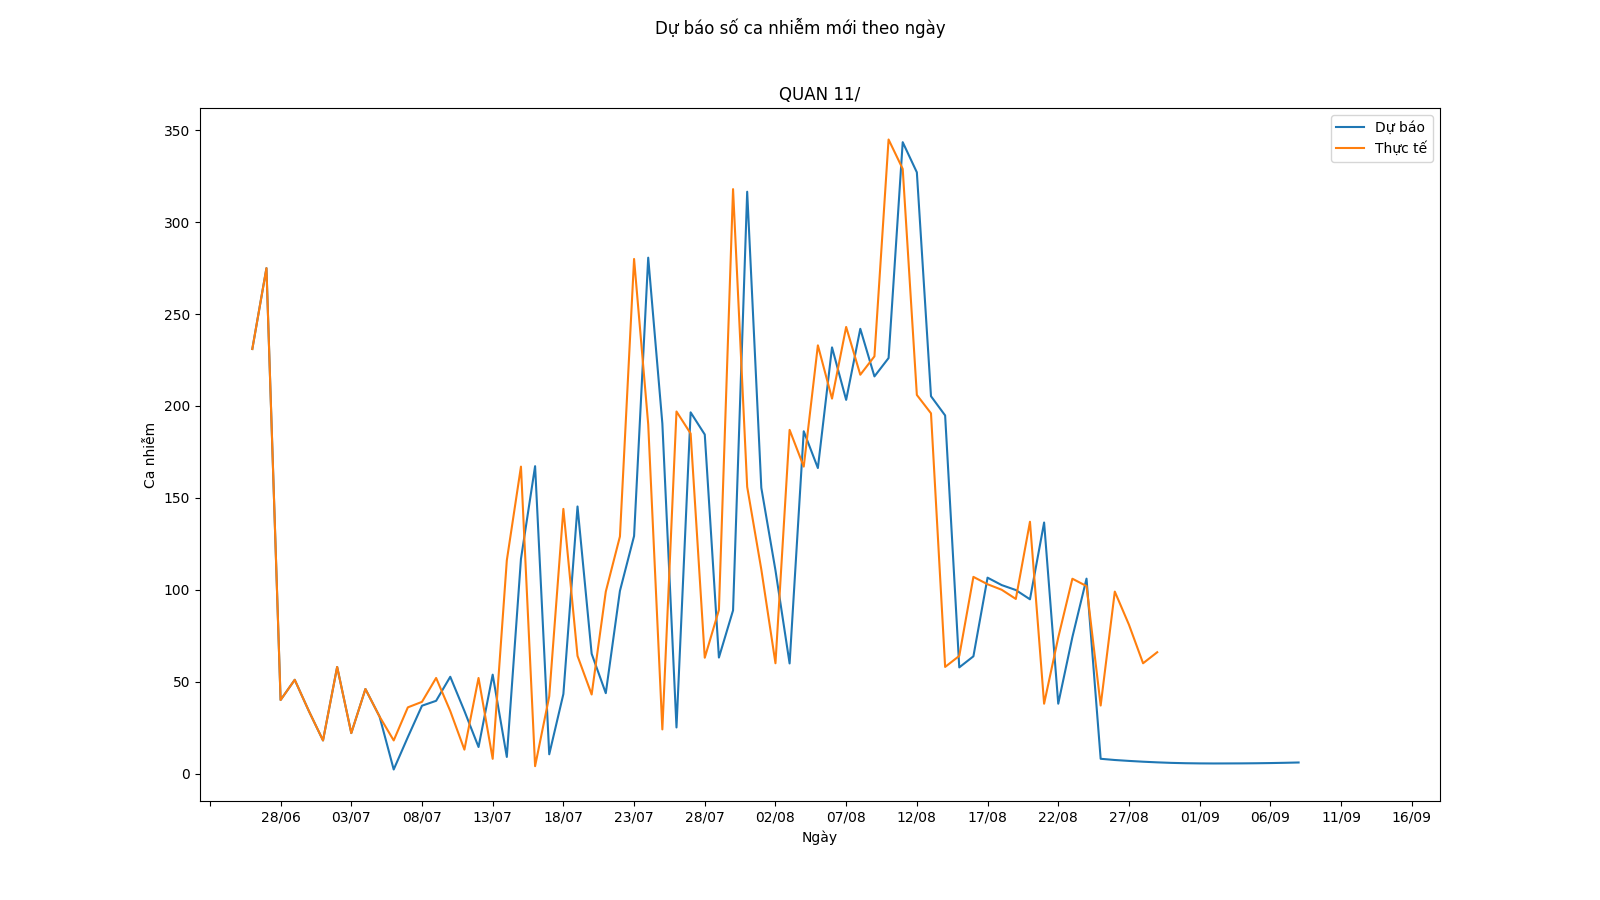 Dự báo số ca nhiễm mới theo ngày
QUAN 11/
Dự báo
Thực tế
350
300
250
200
150
100
50
0
Ca nhiễm
28/06 03/07 08/07 13/07 18/07 23/07 28/07 02/08 07/08 12/08 17/08 22/08 27/08 01/09 06/09 11/09 16/09
Ngày